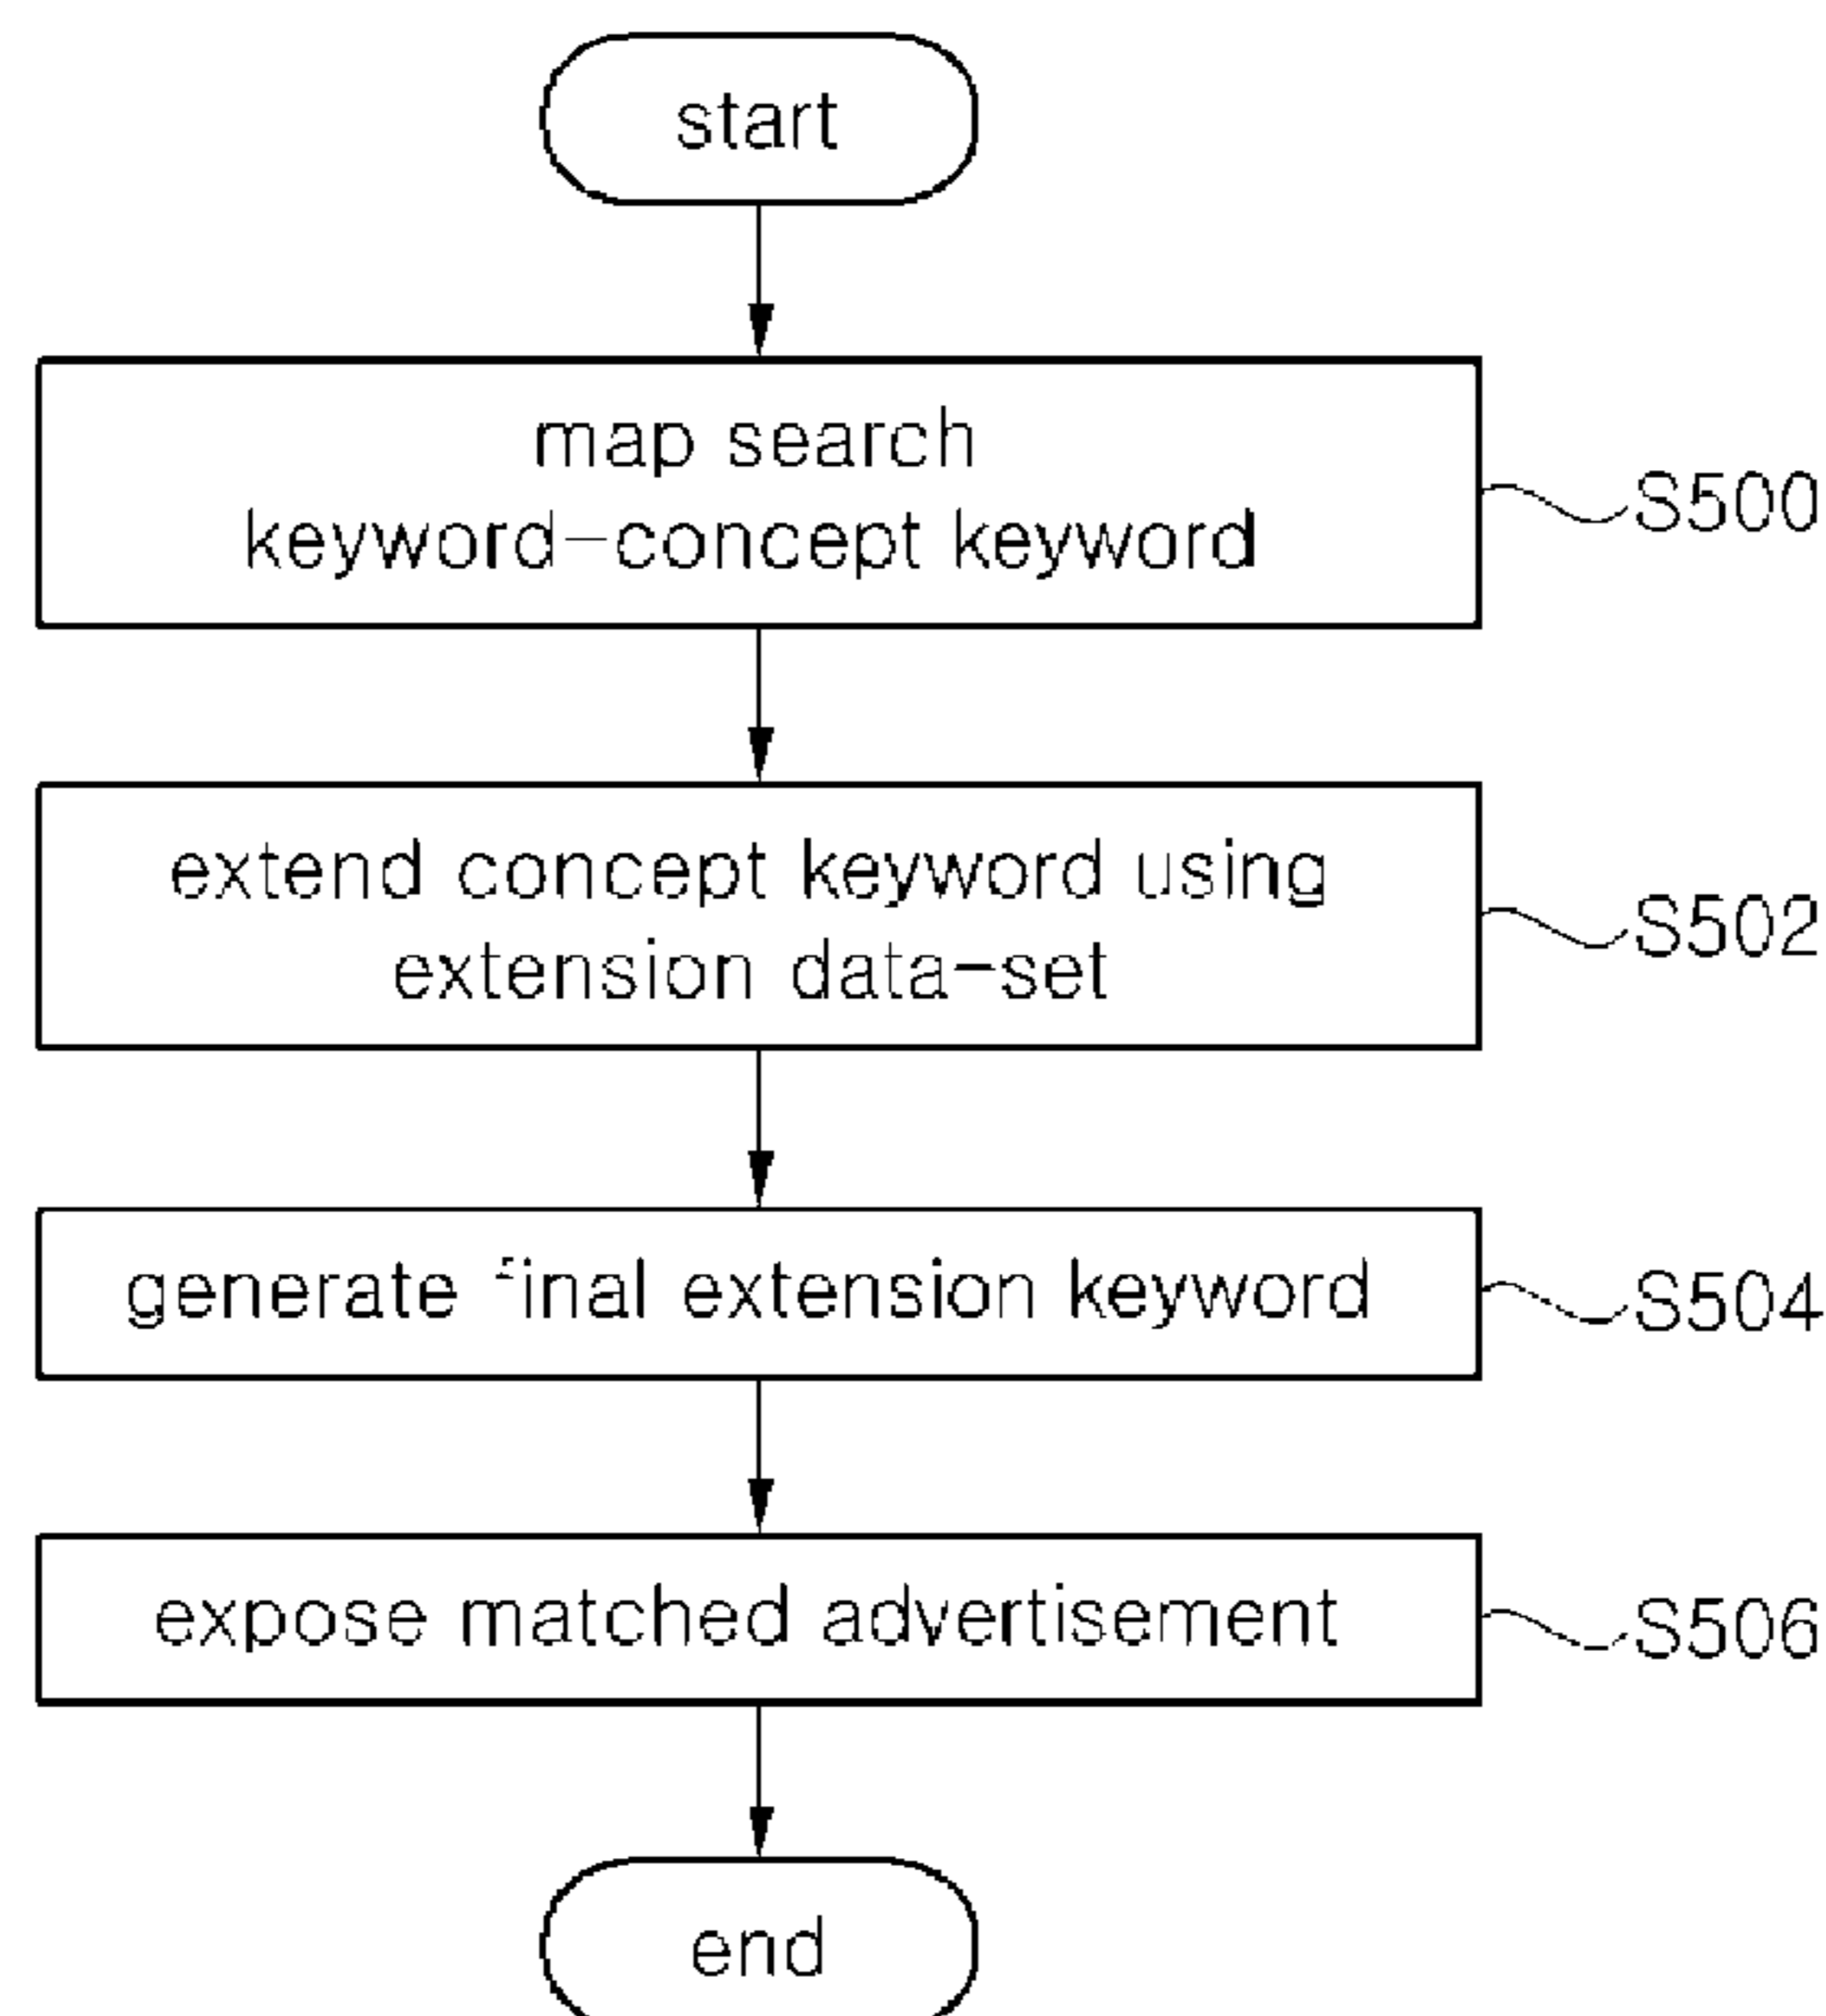 start
map search
keyword-concept keyword
S500
extend concept keyword using
extension data-set
S502
generate final extension keyword
S504
expose matched advertisement
S506
end